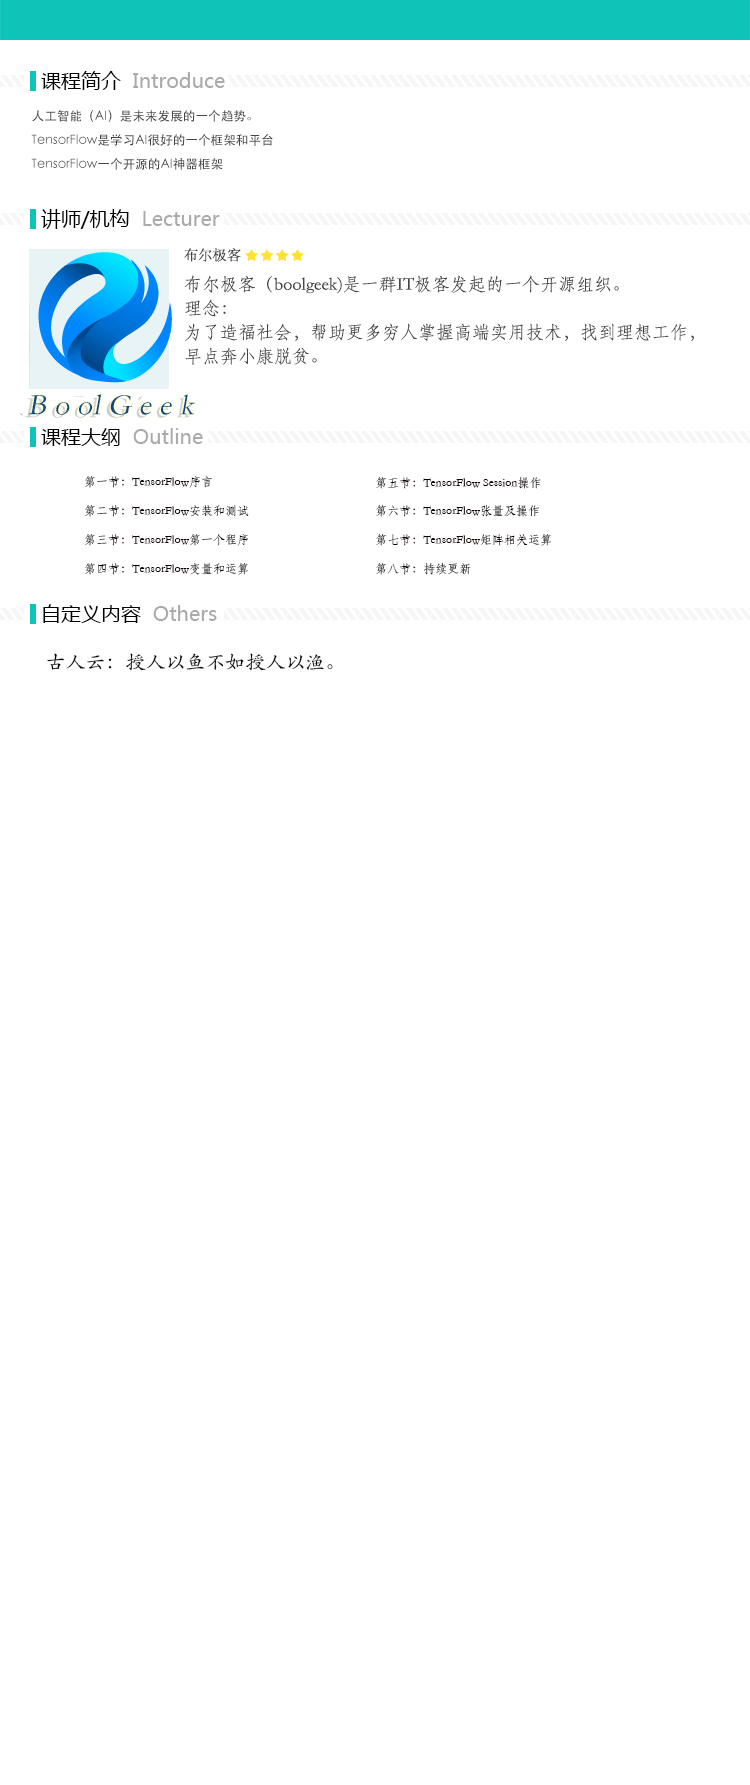 课程简介 Introduce
人工智能（AI）是未来发展的一个趋势。
TensorFlow是学习AI很好的一个框架和平台
TensorFlow一个开源的AI神器框架
讲师/机构 Lecturer
布尔极客
布尔极客（boolgeek)是一群IT极客发起的一个开源组织。
理念：
为了造福社会，帮助更多穷人掌握高端实用技术，找到理想工作，
早点奔小康脱贫。
BoolGeek
课程大纲 Outline
第一节：TensorFlow序言
第二节：TensorFlow安装和测试
第三节：TensorFlow第一个程序
第四节：TensorFlow变量和运算
第五节：TensorFlow Session操作
第六节：TensorFlow张量及操作
第七节：TensorFlow矩阵相关运算
第八节：持续更新
自定义内容 Others
古人云：授人以鱼不如授人以渔。